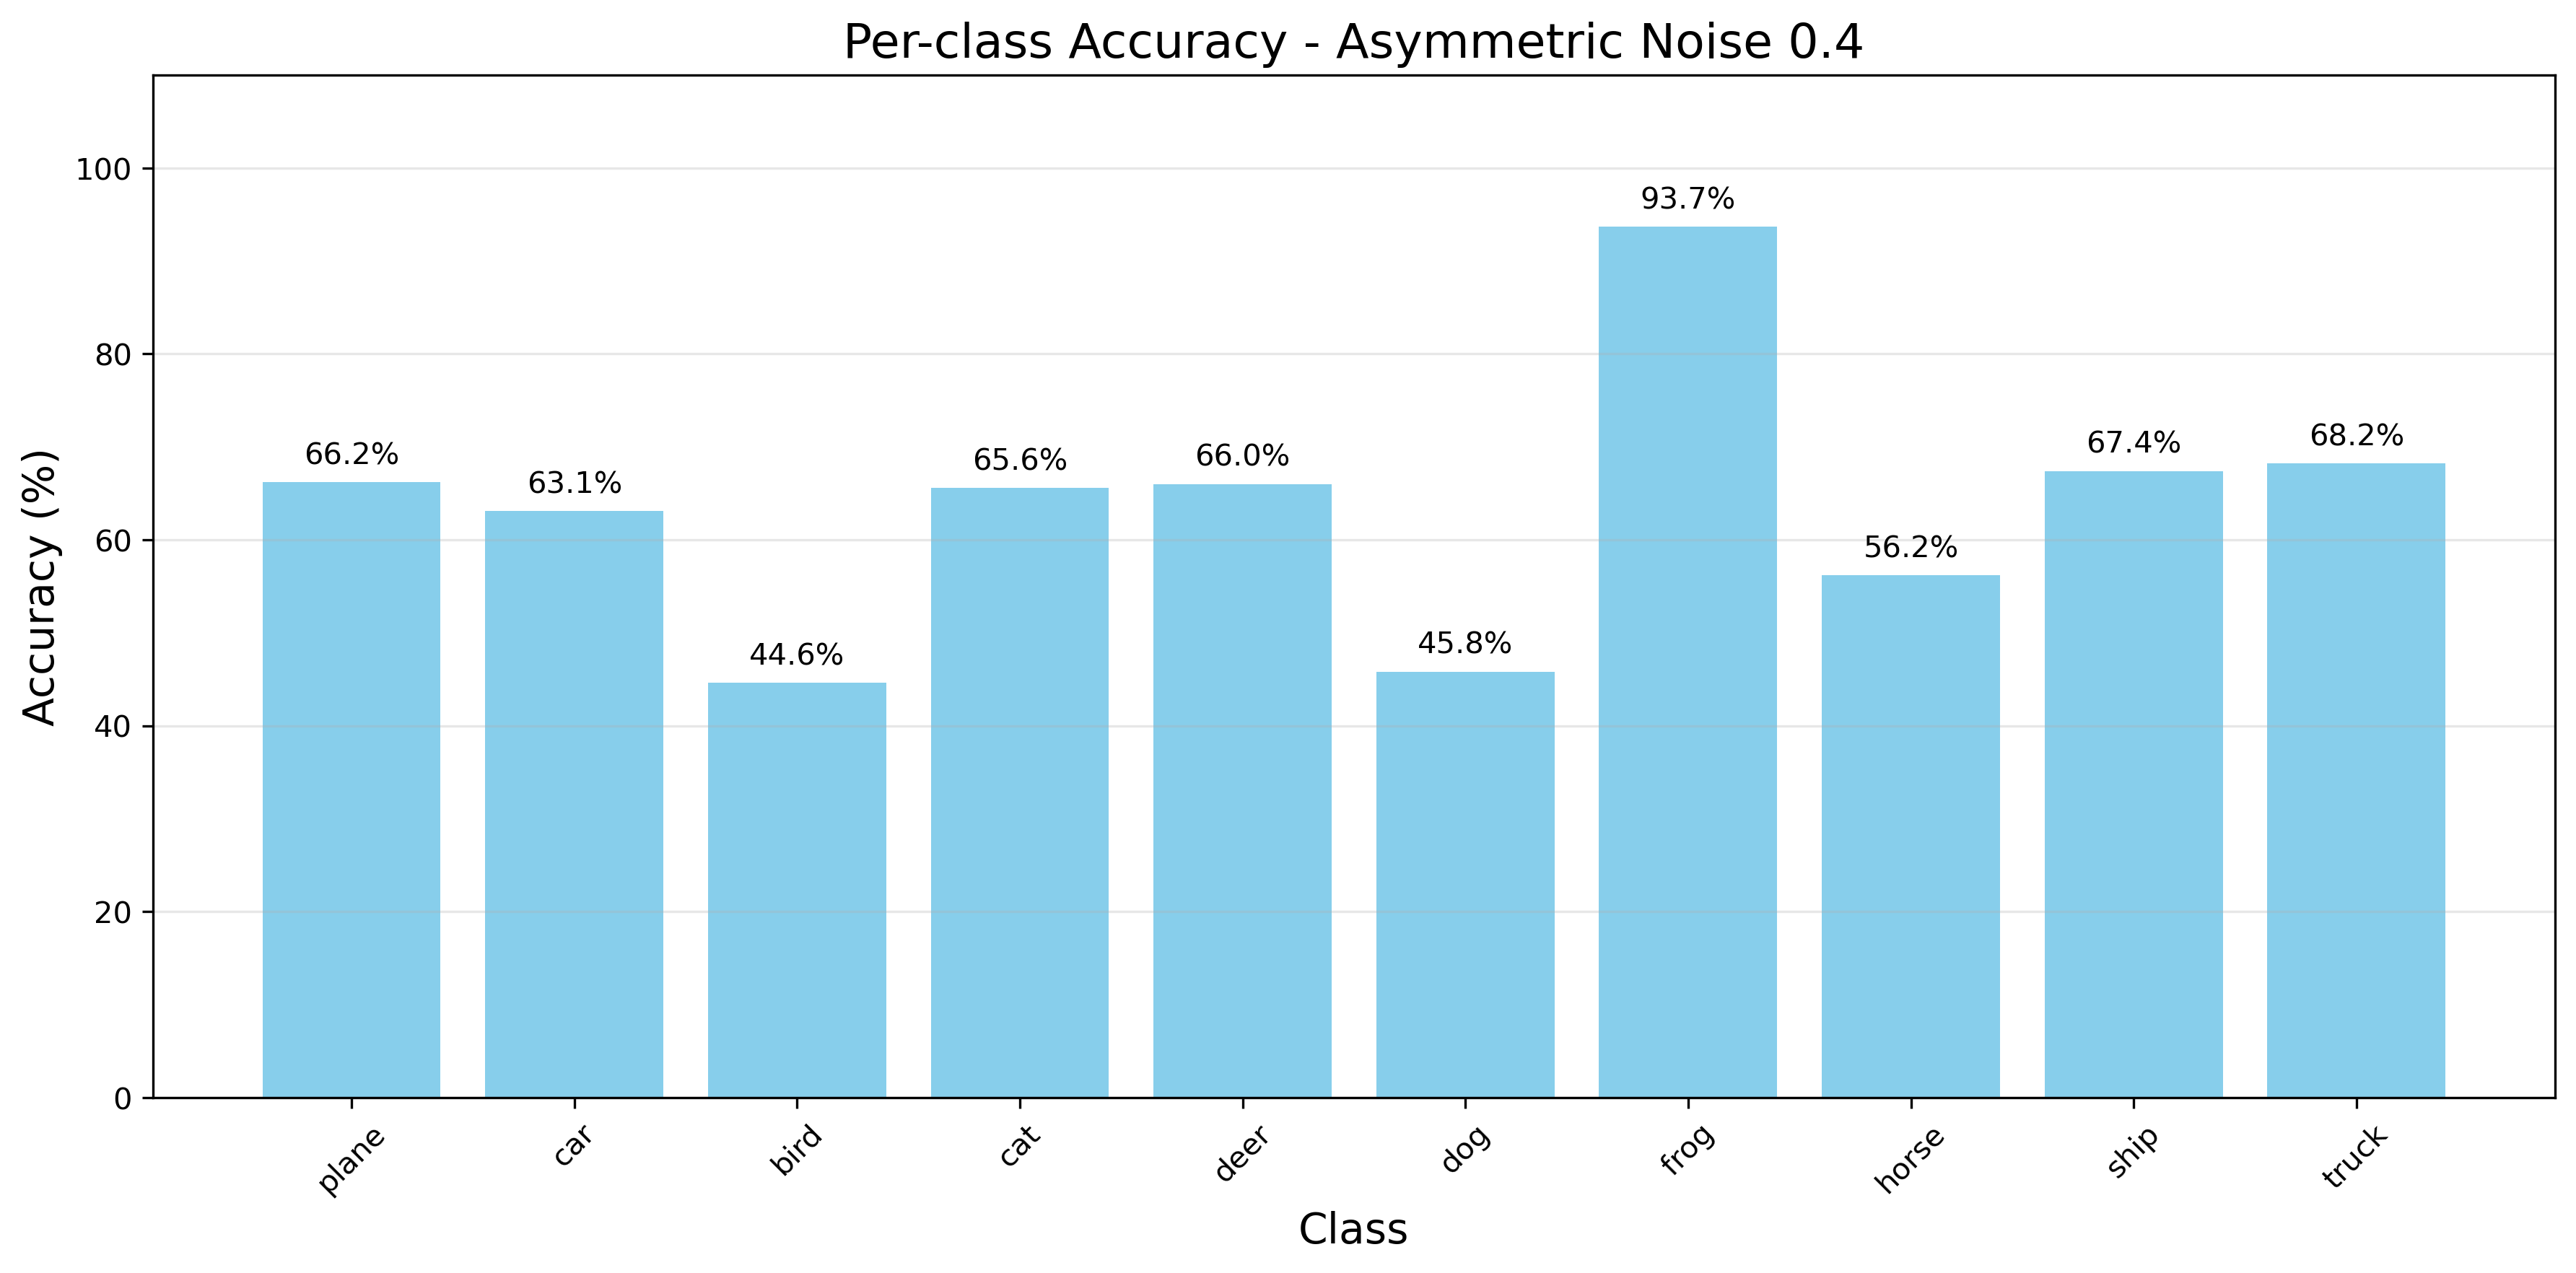 Per-class Accuracy - Asymmetric Noise 0.4
Accuracy (%)
100
80
60
40
20
0
66.2%
63.1%
44.6%
65.6%
66.0%
45.8%
93.7%
56.2%
67.4%
68.2%
plane
car
bird
cat
deer
dog
frog
horse
ship
truck
Class